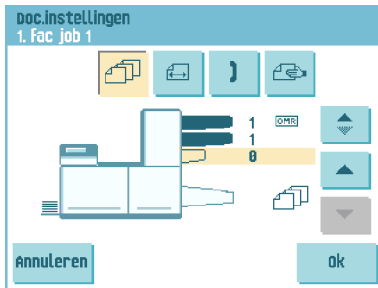 Doc.instellingen
1. Fac job 1
1 OMR
1
0
Annuleren
Ok